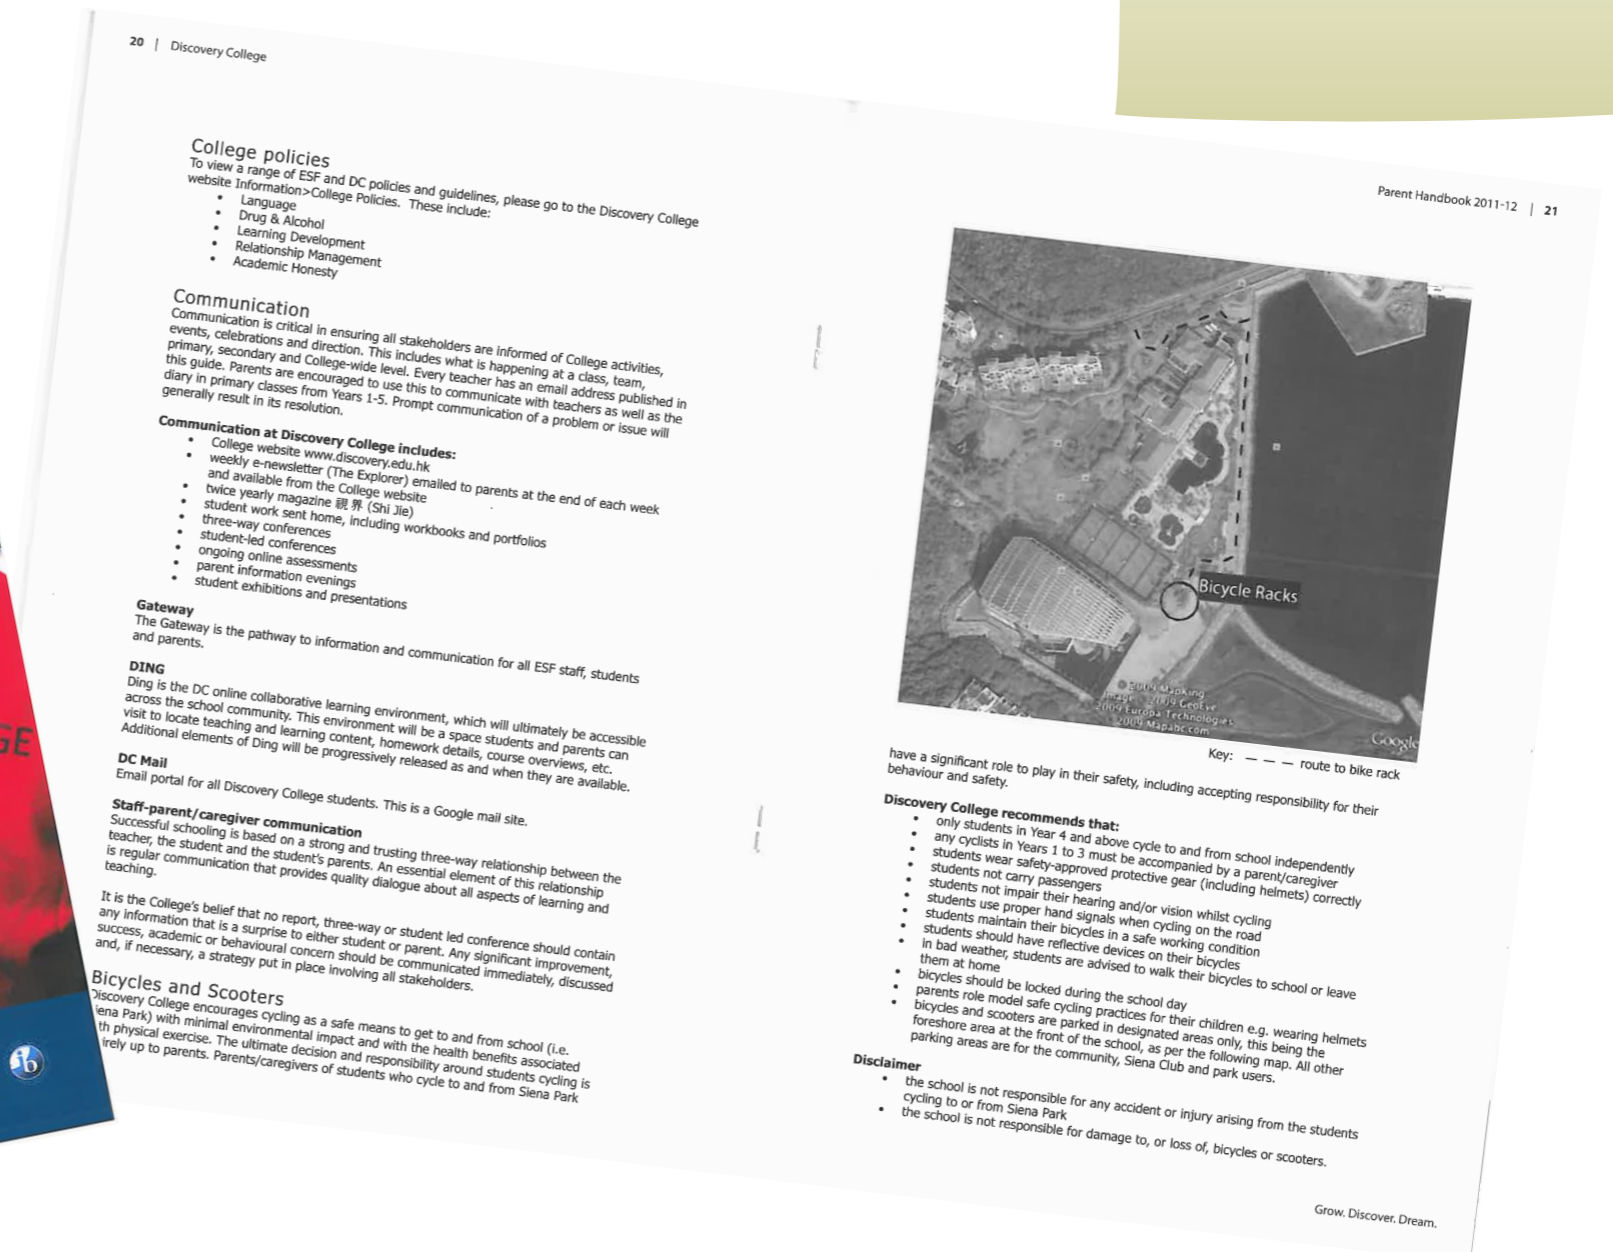 20 | Discovery College
College policies
To view a range of ESF and DC policies and guidelines, please go to the Discovery College
website Information>College Policies. These include:
• Language
• Drug & Alcohol
• Learning Development
• Relationship Management
• Academic Honesty
Communication
Communication is critical in ensuring all stakeholders are informed of College activities,
events, celebrations and direction. This includes what is happening at a class, team,
primary, secondary and College-wide level. Every teacher has an email address published in
this guide. Parents are encouraged to use this to communicate with teachers as well as the
diary in primary classes from Years 1-5. Prompt communication of a problem or issue will
generally result in its resolution.
Communication at Discovery College includes:
• College website www.discovery.edu.hk
• weekly e-newsletter (The Explorer) emailed to parents at the end of each week
and available from the College website
• twice yearly magazine 視界 (Shi Jie)
• student work sent home, including workbooks and portfolios
• three-way conferences
• student-led conferences
• ongoing online assessments
• parent information evenings
• student exhibitions and presentations
Gateway
The Gateway is the pathway to information and communication for all ESF staff, students
and parents.
DING
Ding is the DC online collaborative learning environment, which will ultimately be accessible
across the school community. This environment will be a space students and parents can
visit to locate teaching and learning content, homework details, course overviews, etc.
Additional elements of Ding will be progressively released as and when they are available.
DC Mail
Email portal for all Discovery College students. This is a Google mail site.
Staff-parent/caregiver communication
Successful schooling is based on a strong and trusting three-way relationship between the
teacher, the student and the student's parents. An essential element of this relationship
is regular communication that provides quality dialogue about all aspects of learning and
teaching.
It is the College's belief that no report, three-way or student led conference should contain
any information that is a surprise to either student or parent. Any significant improvement,
success, academic or behavioural concern should be communicated immediately, discussed
and, if necessary, a strategy put in place involving all stakeholders.
Bicycles and Scooters
Discovery College encourages cycling as a safe means to get to and from school (i.e.
iena Park) with minimal environmental impact and with the health benefits associated
th physical exercise. The ultimate decision and responsibility around students cycling is
irely up to parents. Parents/caregivers of students who cycle to and from Siena Park
Parent Handbook 2011-12 | 21
Bicycle Racks
© 2009 MapKing
Image © 2009 GeoEye
2009 Europa Technologies
2009 Mapabc.com
Google
Key: — — — route to bike rack
have a significant role to play in their safety, including accepting responsibility for their
behaviour and safety.
Discovery College recommends that:
• only students in Year 4 and above cycle to and from school independently
• any cyclists in Years 1 to 3 must be accompanied by a parent/caregiver
• students wear safety-approved protective gear (including helmets) correctly
• students not carry passengers
• students not impair their hearing and/or vision whilst cycling
• students use proper hand signals when cycling on the road
• students maintain their bicycles in a safe working condition
• students should have reflective devices on their bicycles
• in bad weather, students are advised to walk their bicycles to school or leave
them at home
• bicycles should be locked during the school day
• parents role model safe cycling practices for their children e.g. wearing helmets
• bicycles and scooters are parked in designated areas only, this being the
foreshore area at the front of the school, as per the following map. All other
parking areas are for the community, Siena Club and park users.
Disclaimer
• the school is not responsible for any accident or injury arising from the students
cycling to or from Siena Park
• the school is not responsible for damage to, or loss of, bicycles or scooters.
Grow. Discover. Dream.
GE
ib